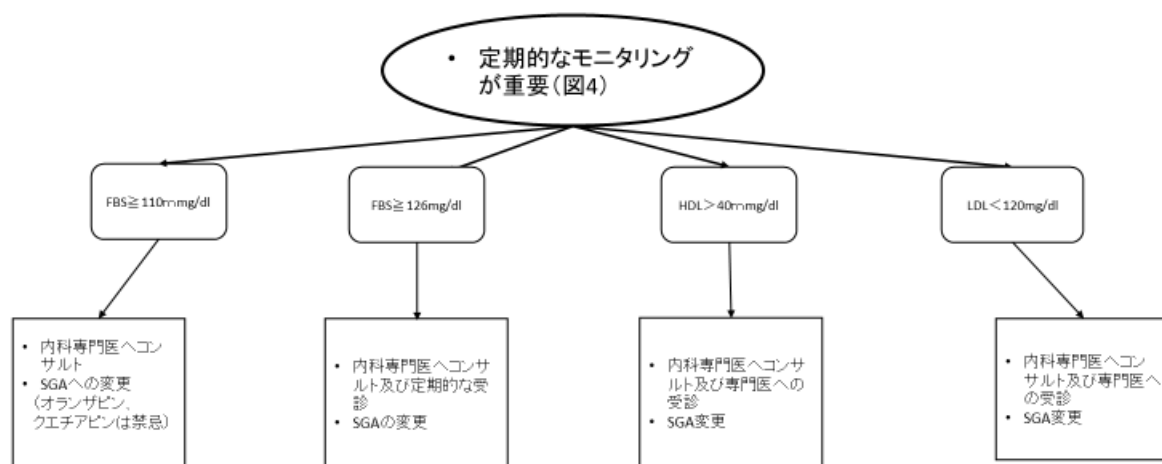 • 定期的なモニタリング
が重要(図4)
FBS≧110mmg/dl
FBS≧126mg/dl
HDL＞40mmg/dl
LDL＜120mg/dl
• 内科専門医へコン
サルト
• SGAへの変更
(オランザピン、
クエチアピンは禁忌)
• 内科専門医へコンサ
ルト及び定期的な受
診
• SGAの変更
• 内科専門医へコンサ
ルト及び専門医への
受診
• SGA変更
• 内科専門医へコン
サルト及び専門医へ
の受診
• SGA変更